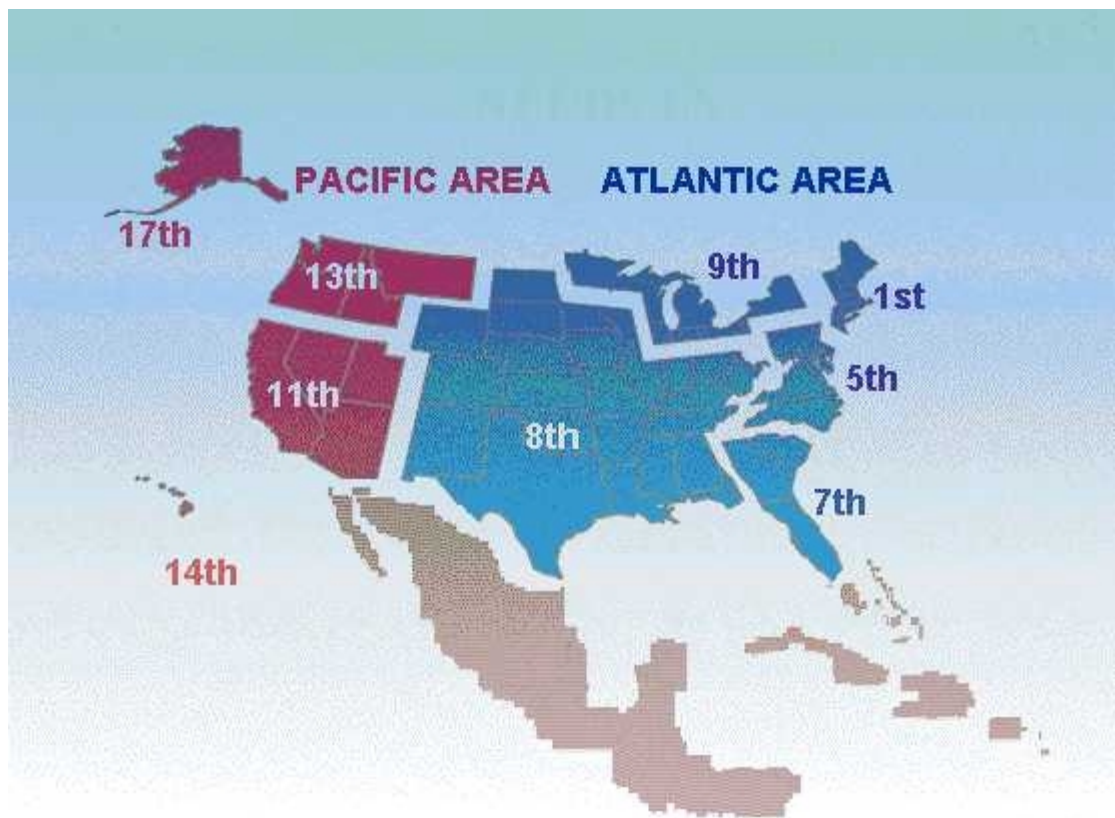 PACIFIC AREA
ATLANTIC AREA
17th
13th
9th
1st
11th
5th
8th
7th
14th